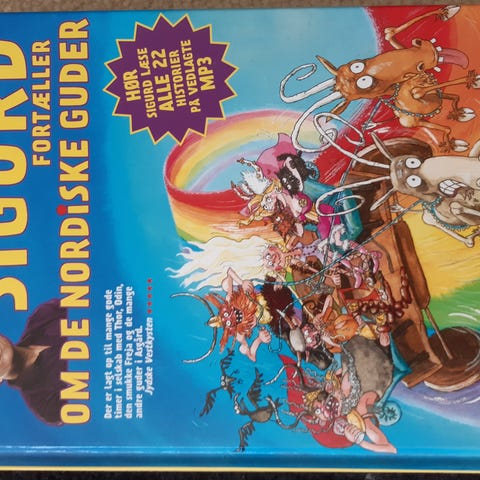 SIGURD
FORTÆLLER
OM DE NORDISKE GUDER
HØR
SIGURD LÆSE
ALLE 22
HISTORIER
PÅ VEDLAGTE
MP3
Der er lagt op til mange gode
timer i selskab med Thor, Odin,
den smukke Freja og de mange
andre guder i Asgård.
Jydske Vestkysten ★★★★★